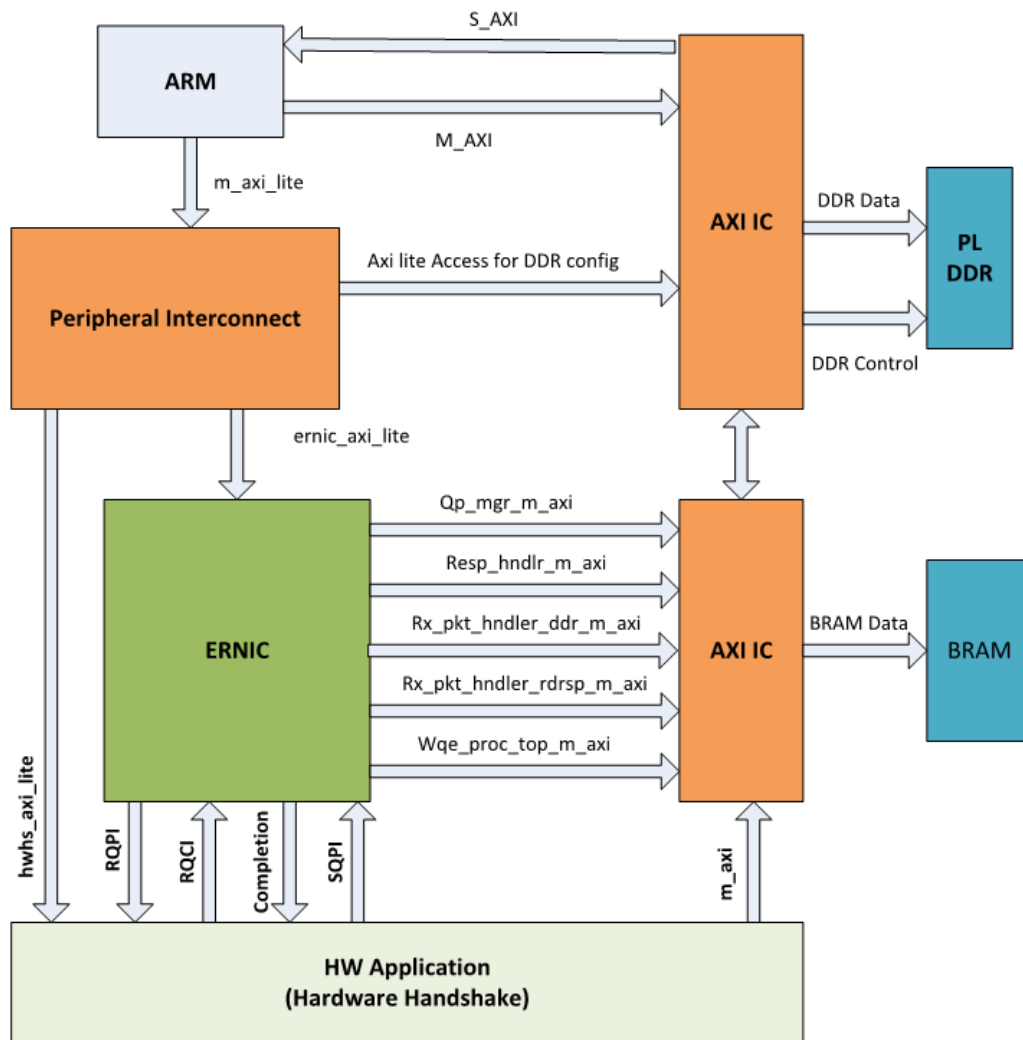 S_AXI
ARM
M_AXI
m_axi_lite
AXI IC
DDR Data
PL
DDR
Axi lite Access for DDR config
Peripheral Interconnect
DDR Control
ernic_axi_lite
Qp_mgr_m_axi
Resp_hndlr_m_axi
Rx_pkt_hndler_ddr_m_axi
ERNIC
AXI IC
BRAM Data
BRAM
Rx_pkt_hndler_rdrsp_m_axi
Wqe_proc_top_m_axi
hwhs_axi_lite
RQPI
RQCI
Completion
SQPI
m_axi
HW Application
(Hardware Handshake)